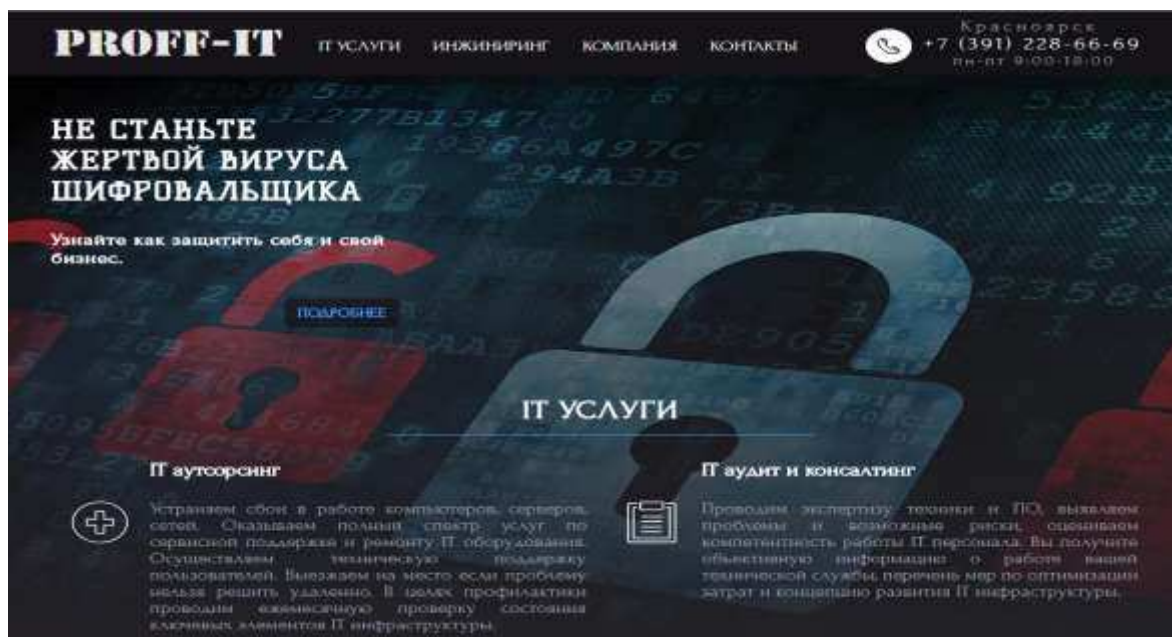 PROFF-IT
IT УСЛУГИ
ИНЖИНИРИНГ
КОМПАНИЯ
КОНТАКТЫ
Красноярск
+7 (391) 228-66-69
пн-пт 9:00-18:00
НЕ СТАНЬТЕ
ЖЕРТВОЙ ВИРУСА
ШИФРОВАЛЬЩИКА
Узнайте как защитить себя и свой
бизнес.
ПОДРОБНЕЕ
IT УСЛУГИ
IT аутсорсинг
Устраняем сбои в работе компьютеров, серверов,
сетей. Оказываем полный спектр услуг по
сервисной поддержке и ремонту IT оборудования.
Осуществляем техническую поддержку
пользователей. Выезжаем на место если проблему
нельзя решить удаленно. В целях профилактики
проводим ежемесячную проверку состояния
ключевых элементов IT инфраструктуры.
IT аудит и консалтинг
Проводим экспертизу техники и ПО, выявляем
проблемы и возможные риски, оцениваем
компетентность работы IT персонала. Вы получите
объективную информацию о работе вашей
технической службы, перечень мер по оптимизации
затрат и концепцию развития IT инфраструктуры.